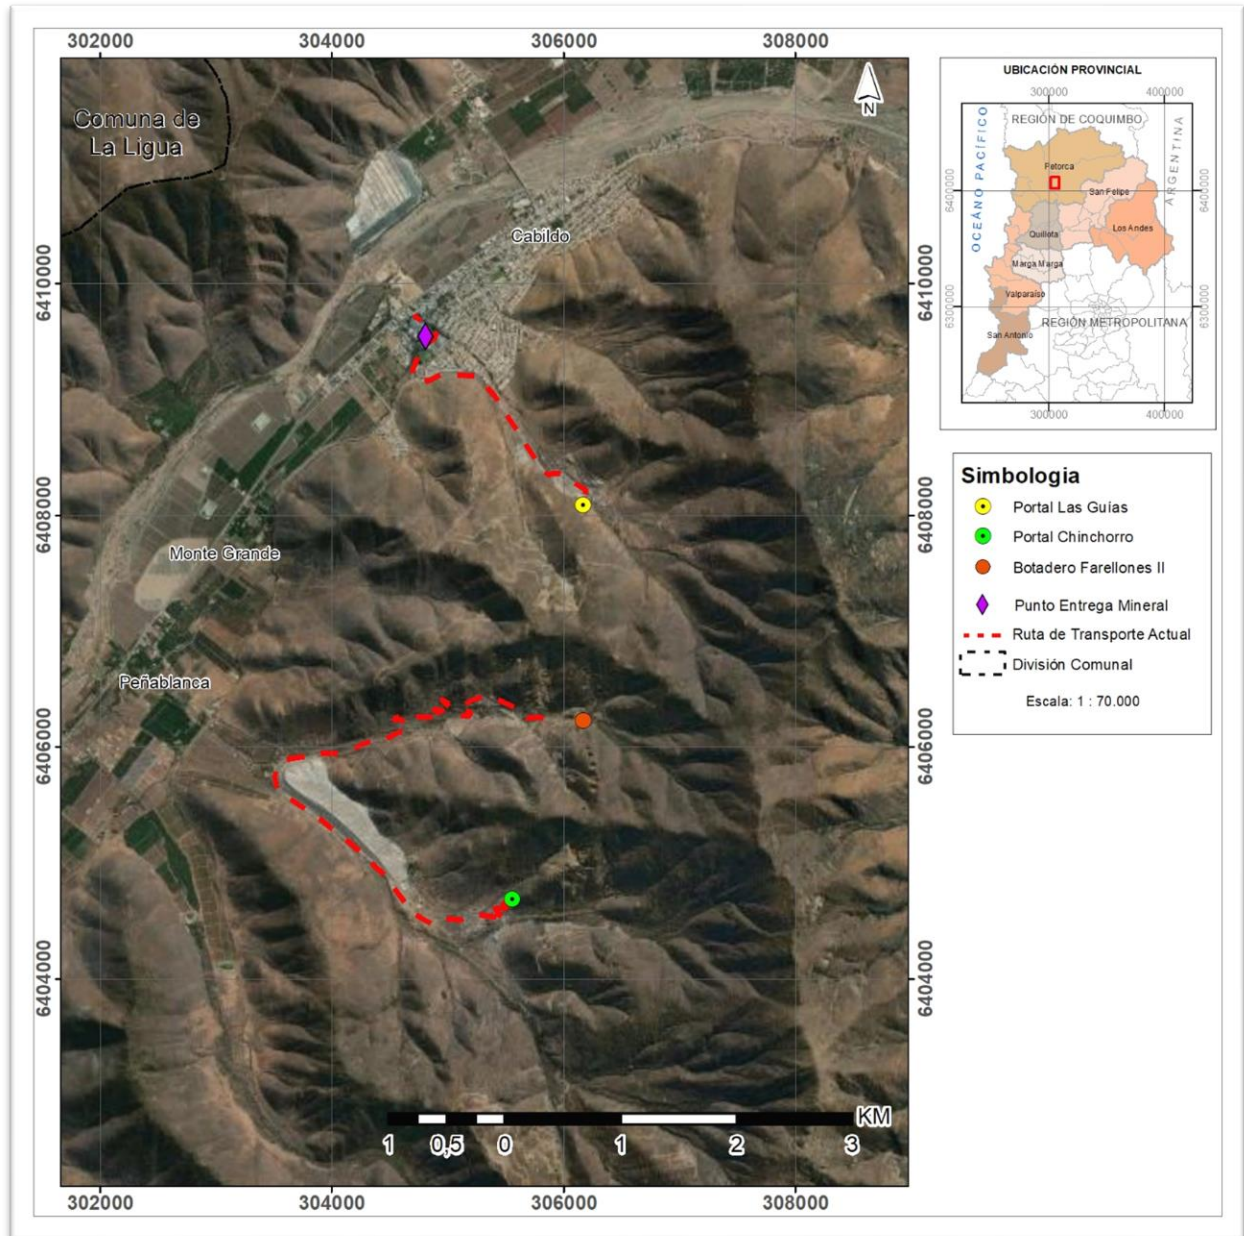 302000
304000
306000
308000
N
Comuna de
La Ligua
Cabildo
6410000
6410000
6408000
6408000
Monte Grande
Peñablanca
6406000
6406000
6404000
6404000
KM
1
0,5
0
1
2
3
302000
304000
306000
308000
UBICACIÓN PROVINCIAL
300000
400000
OCEÁNO PACÍFICO
REGIÓN DE COQUIMBO
ARGENTINA
Petorca
6400000
San Felipe
6400000
Quillota
Los Andes
Marga Marga
Valparaíso
6300000
6300000
REGIÓN METROPOLITANA
San Antonio
300000
400000
Simbologia
Portal Las Guías
Portal Chinchorro
Botadero Farellones II
Punto Entrega Mineral
Ruta de Transporte Actual
División Comunal
Escala: 1 : 70.000